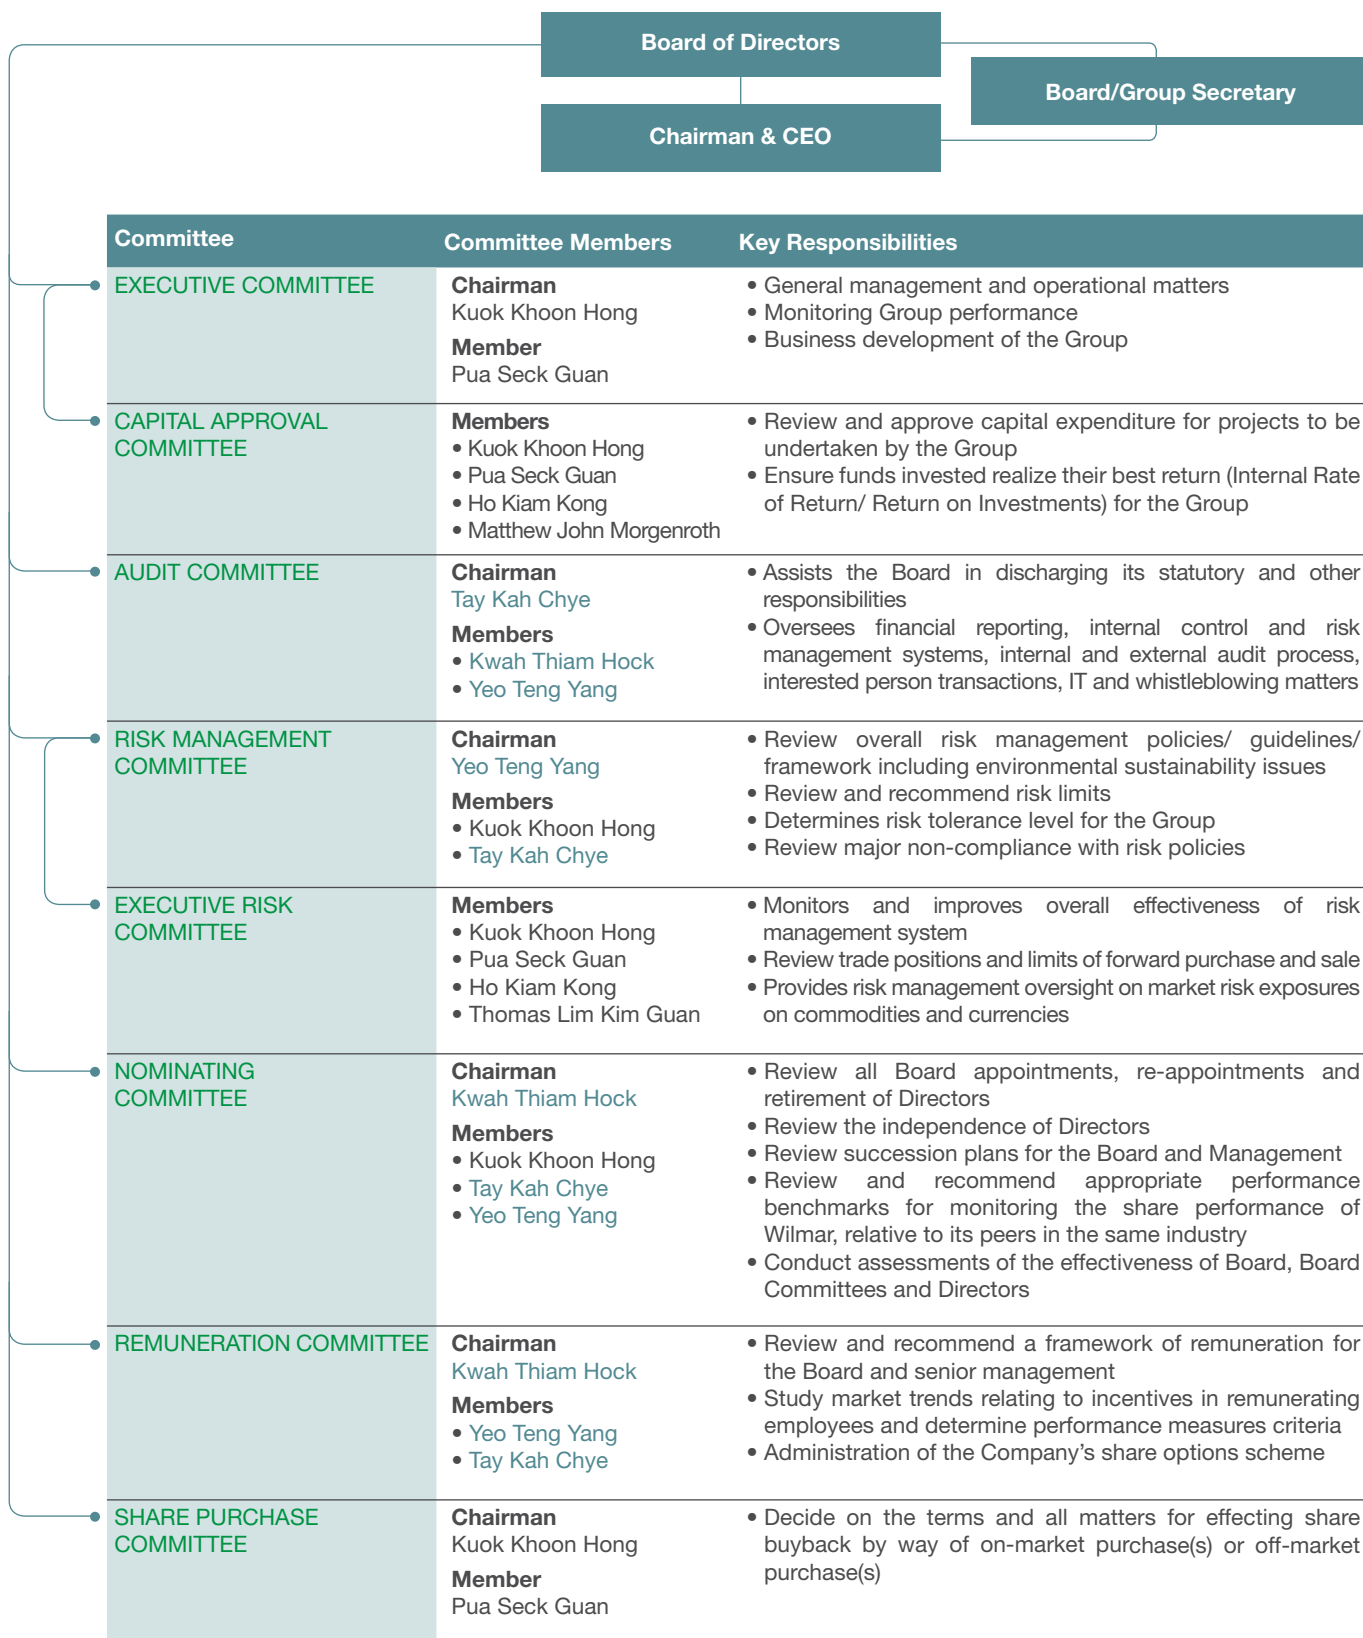 Board of Directors
Board/Group Secretary
Chairman & CEO
Committee
Committee Members
Key Responsibilities
EXECUTIVE COMMITTEE
Chairman
Kuok Khoon Hong
Member
Pua Seck Guan
• General management and operational matters
• Monitoring Group performance
• Business development of the Group
CAPITAL APPROVAL
COMMITTEE
Members
• Kuok Khoon Hong
• Pua Seck Guan
• Ho Kiam Kong
• Matthew John Morgenroth
• Review and approve capital expenditure for projects to be
undertaken by the Group
• Ensure funds invested realize their best return (Internal Rate
of Return/ Return on Investments) for the Group
AUDIT COMMITTEE
Chairman
Tay Kah Chye
Members
• Kwah Thiam Hock
• Yeo Teng Yang
• Assists the Board in discharging its statutory and other
responsibilities
• Oversees financial reporting, internal control and risk
management systems, internal and external audit process,
interested person transactions, IT and whistleblowing matters
RISK MANAGEMENT
COMMITTEE
Chairman
Yeo Teng Yang
Members
• Kuok Khoon Hong
• Tay Kah Chye
• Review overall risk management policies/ guidelines/
framework including environmental sustainability issues
• Review and recommend risk limits
• Determines risk tolerance level for the Group
• Review major non-compliance with risk policies
EXECUTIVE RISK
COMMITTEE
Members
• Kuok Khoon Hong
• Pua Seck Guan
• Ho Kiam Kong
• Thomas Lim Kim Guan
• Monitors and improves overall effectiveness of risk
management system
• Review trade positions and limits of forward purchase and sale
• Provides risk management oversight on market risk exposures
on commodities and currencies
NOMINATING
COMMITTEE
Chairman
Kwah Thiam Hock
Members
• Kuok Khoon Hong
• Tay Kah Chye
• Yeo Teng Yang
• Review all Board appointments, re-appointments and
retirement of Directors
• Review the independence of Directors
• Review succession plans for the Board and Management
• Review and recommend appropriate performance
benchmarks for monitoring the share performance of
Wilmar, relative to its peers in the same industry
• Conduct assessments of the effectiveness of Board, Board
Committees and Directors
REMUNERATION COMMITTEE
Chairman
Kwah Thiam Hock
Members
• Yeo Teng Yang
• Tay Kah Chye
• Review and recommend a framework of remuneration for
the Board and senior management
• Study market trends relating to incentives in remunerating
employees and determine performance measures criteria
• Administration of the Company's share options scheme
SHARE PURCHASE
COMMITTEE
Chairman
Kuok Khoon Hong
Member
Pua Seck Guan
• Decide on the terms and all matters for effecting share
buyback by way of on-market purchase(s) or off-market
purchase(s)